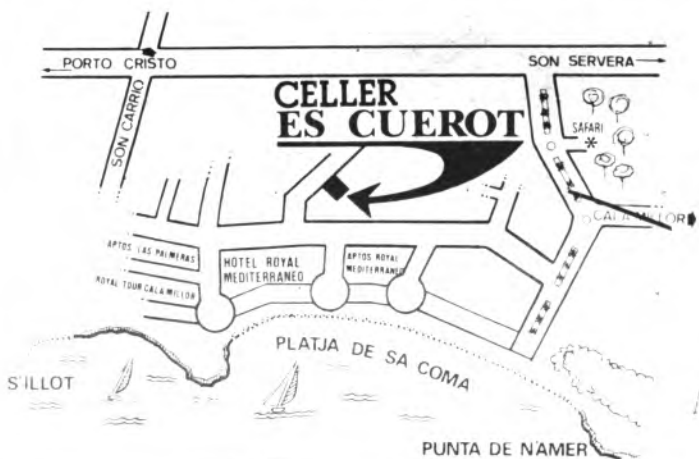 PORTO CRISTO
SON SERVERA
SON CARRIO
CELLER
ES CUEROT
SAFARI
CALA MILLOR
APTOS LAS PALMERAS
HOTEL ROYAL
MEDITERRANEO
APTOS ROYAL
MEDITERRANEO
ROYAL TOUR CALA MILLOR
PLATJA DE SA COMA
S'ILLOT
PUNTA DE N'AMER